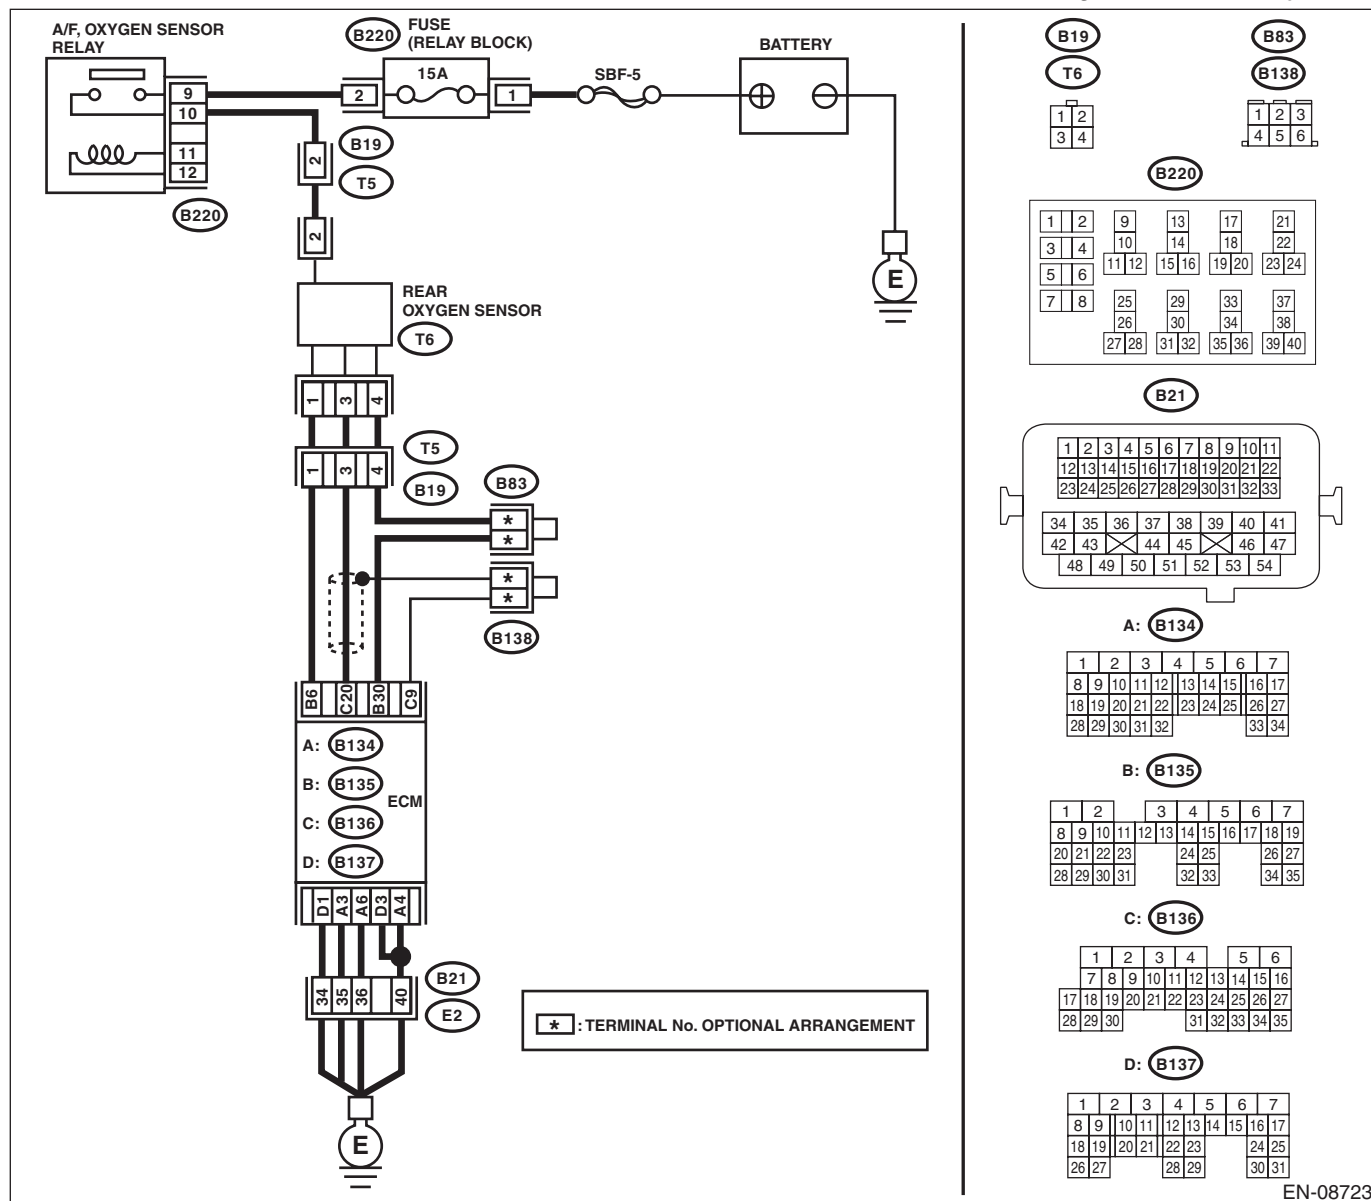 A/F, OXYGEN SENSOR
RELAY
B220
FUSE
(RELAY BLOCK)
15A
SBF-5
BATTERY
9
10
11
12
2
1
B220
2
B19
T5
2
E
REAR
OXYGEN SENSOR
T6
1 3 4
1 3 4
T5
B19
B83
*
*
*
*
B138
B6 C20 B30 C9
A: B134
B: B135
C: B136
D: B137
ECM
D1 A3 A6 D3 A4
34 35 36 40
B21
E2
E
* : TERMINAL No. OPTIONAL ARRANGEMENT
B19
T6
1 2
3 4
B83
B138
1 2 3
4 5 6
B220
1 2 9 13 17 21
3 4 10 14 18 22
11 12 15 16 19 20 23 24
5 6
7 8 25 29 33 37
26 30 34 38
27 28 31 32 35 36 39 40
B21
1 2 3 4 5 6 7 8 9 10 11
12 13 14 15 16 17 18 19 20 21 22
23 24 25 26 27 28 29 30 31 32 33
34 35 36 37 38 39 40 41
42 43 44 45 46 47
48 49 50 51 52 53 54
A: B134
1 2 3 4 5 6 7
8 9 10 11 12 13 14 15 16 17
18 19 20 21 22 23 24 25 26 27
28 29 30 31 32 33 34
B: B135
1 2 3 4 5 6 7
8 9 10 11 12 13 14 15 16 17 18 19
20 21 22 23 24 25 26 27
28 29 30 31 32 33 34 35
C: B136
1 2 3 4 5 6
7 8 9 10 11 12 13 14 15 16
17 18 19 20 21 22 23 24 25 26 27
28 29 30 31 32 33 34 35
D: B137
1 2 3 4 5 6 7
8 9 10 11 12 13 14 15 16 17
18 19 20 21 22 23 24 25
26 27 28 29 30 31
EN-08723